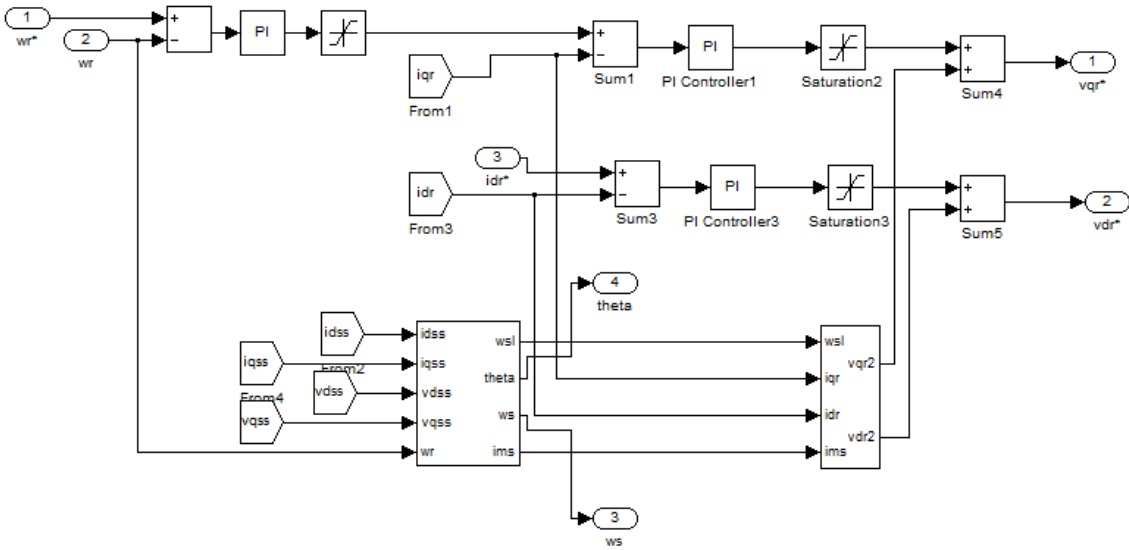 1
wr*
2
wr
+
−
PI
iqr
From1
+
−
Sum1
PI
PI Controller1
Saturation2
+
+
Sum4
1
vqr*
3
idr*
idr
From3
+
−
Sum3
PI
PI Controller3
Saturation3
+
+
Sum5
2
vdr*
4
theta
idss
From2
iqss
From4
vdss
vqss
idss
iqss
vdss
vqss
wr
wsl
theta
ws
ims
wsl
iqr
idr
ims
vqr2
vdr2
3
ws